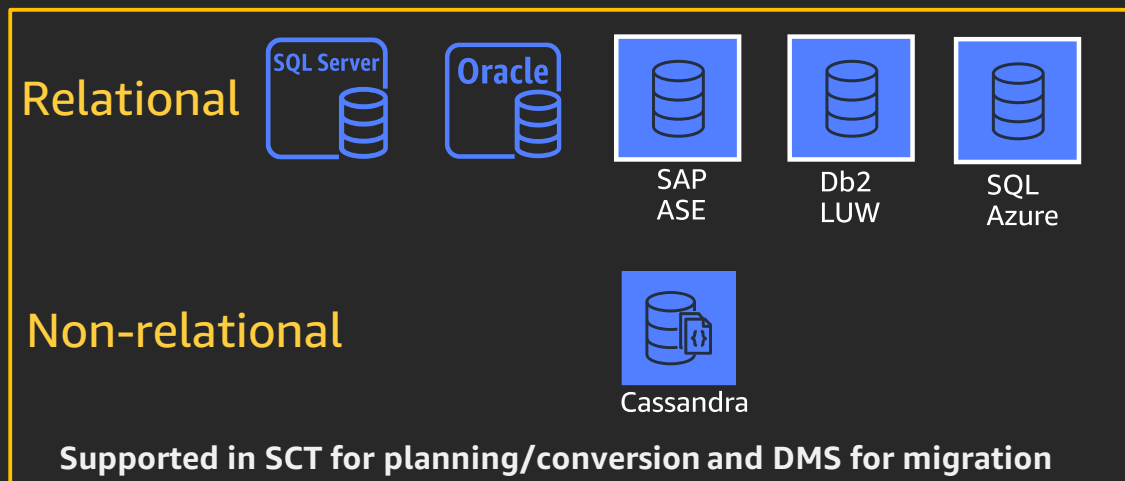 Relational
SQL Server
Oracle
SAP
ASE
Db2
LUW
SQL
Azure
Non-relational
{}
Cassandra
Supported in SCT for planning/conversion and DMS for migration